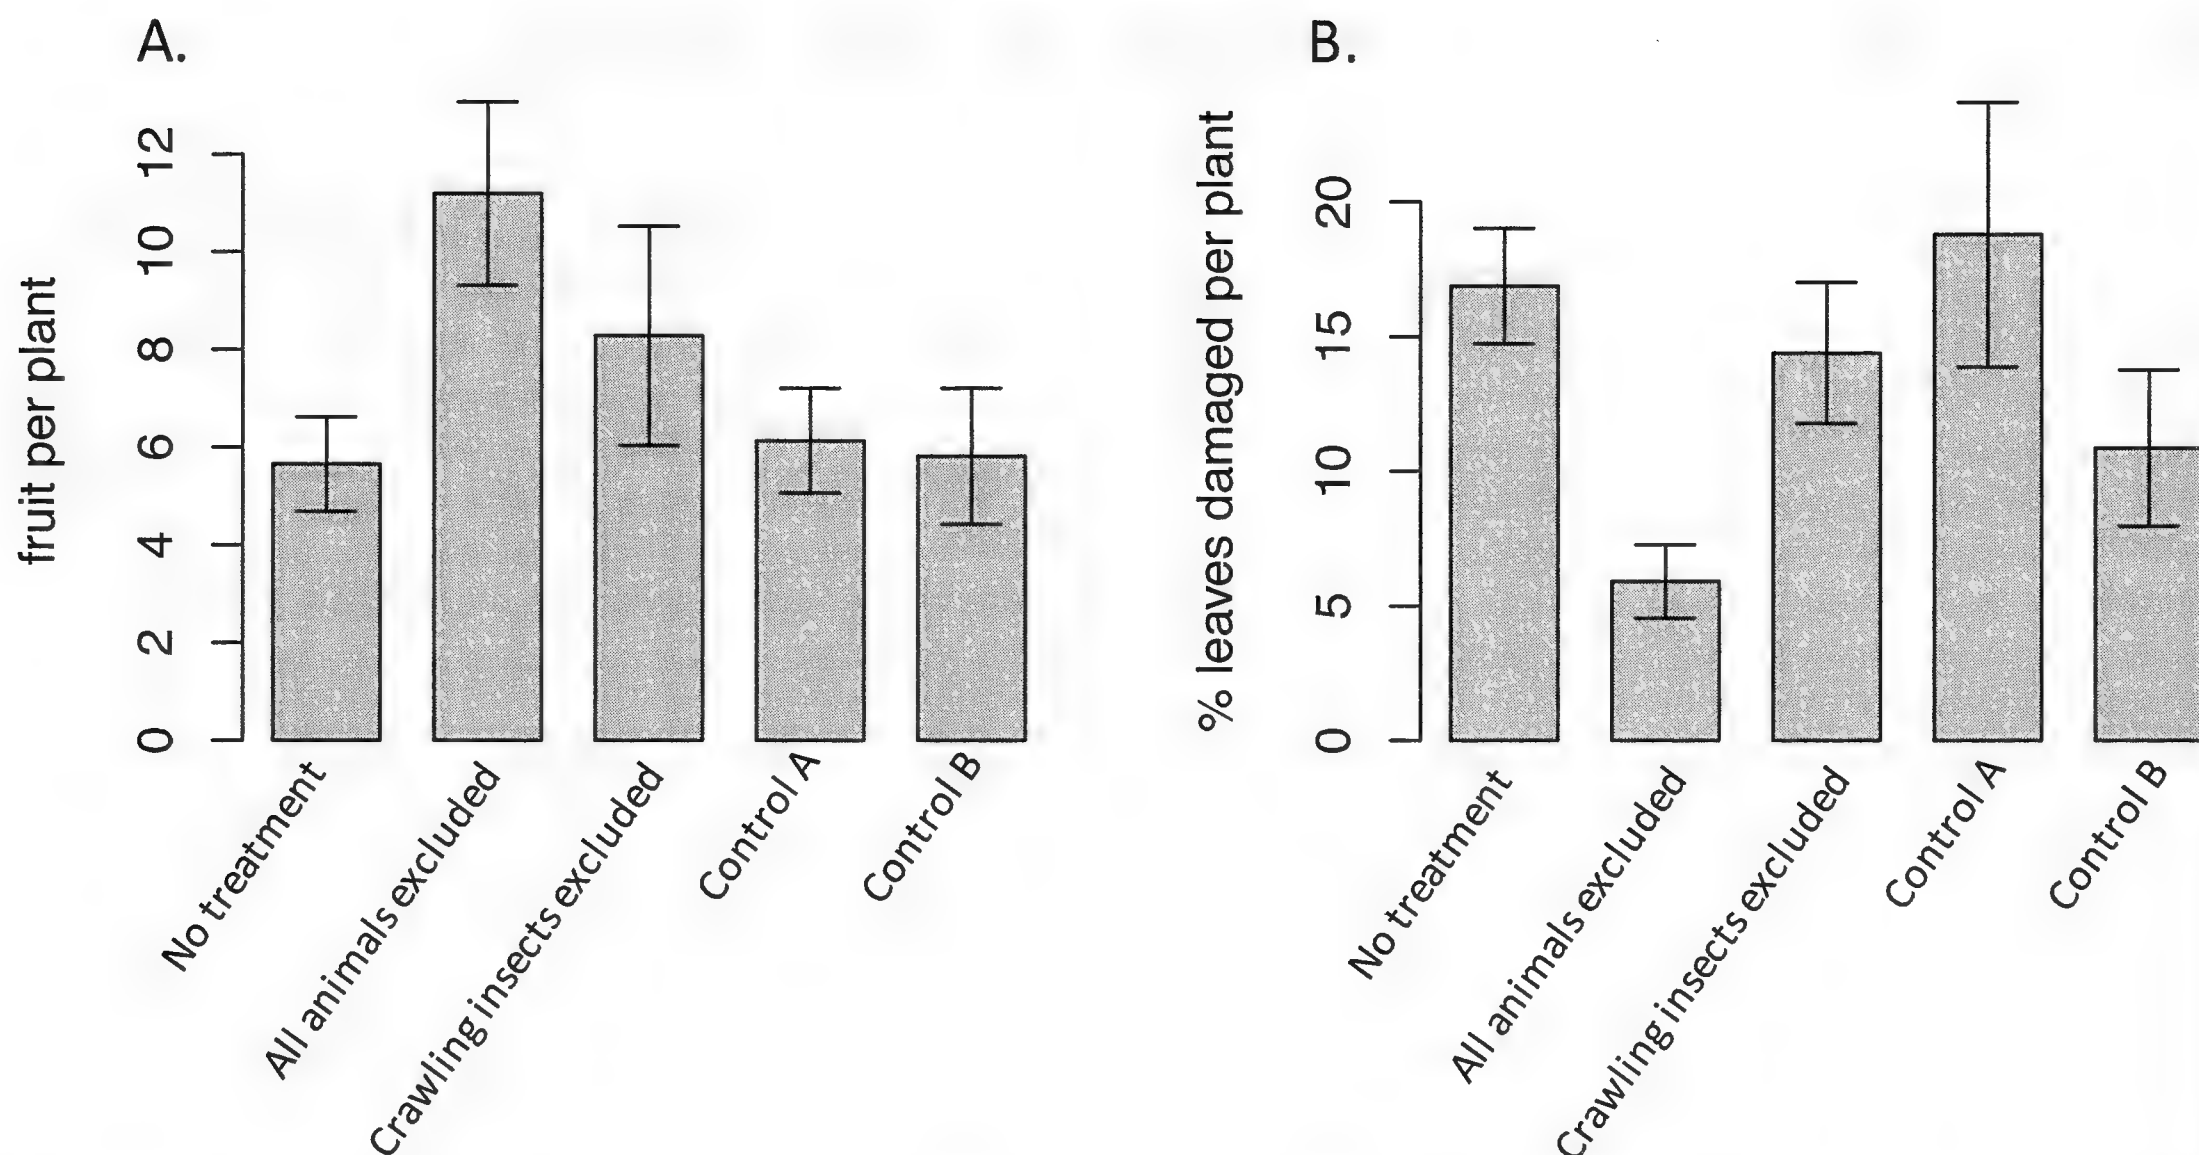 A.
fruit per plant
12
10
8
6
4
2
0
No treatment
All animals excluded
Crawling insects excluded
Control A
Control B
B.
% leaves damaged per plant
20
15
10
5
0
No treatment
All animals excluded
Crawling insects excluded
Control A
Control B